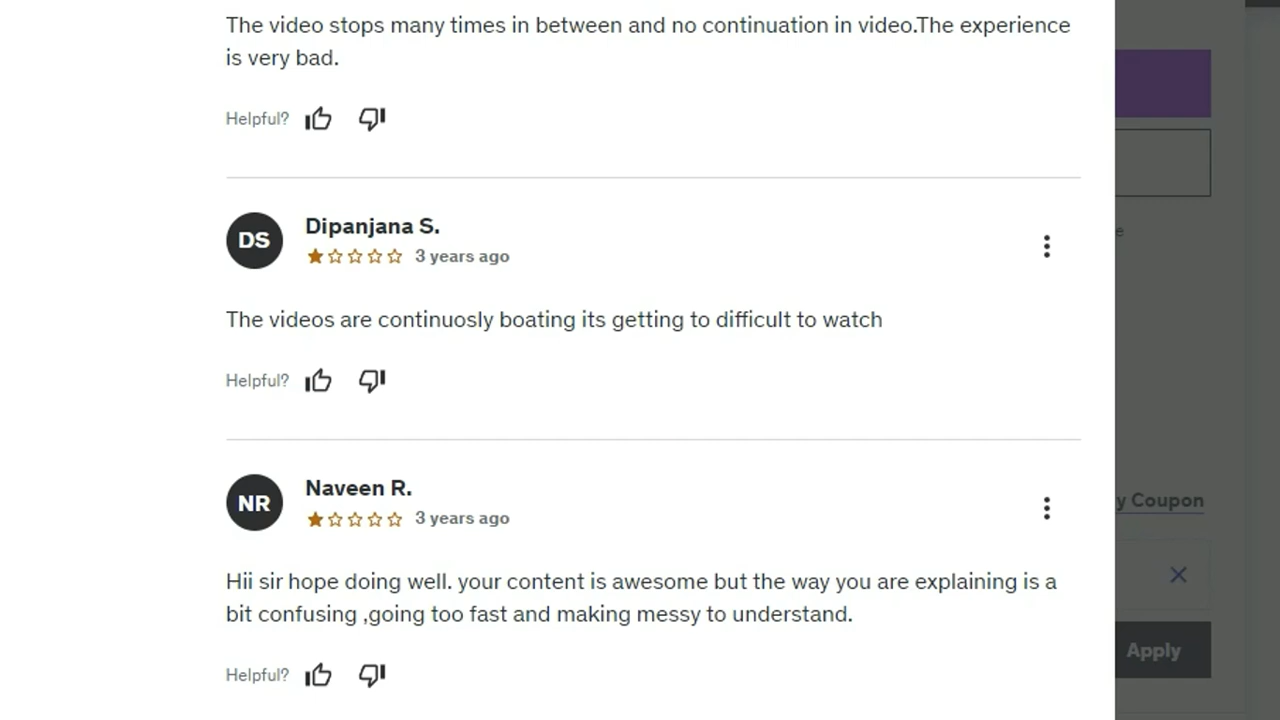 The video stops many times in between and no continuation in video.The experience
is very bad.
Helpful?
DS
Dipanjana S.
3 years ago
The videos are continuosly boating its getting to difficult to watch
Helpful?
NR
Naveen R.
3 years ago
Hii sir hope doing well. your content is awesome but the way you are explaining is a
bit confusing ,going too fast and making messy to understand.
Helpful?
e
y Coupon
Apply